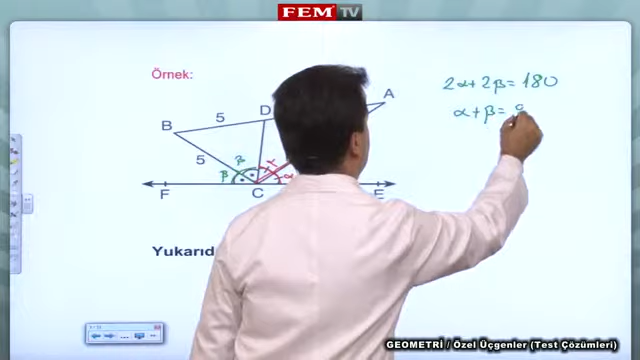 FEM TV
Örnek:
2α+2β=180
α+β=
A
D
5
B
5
β
β
α
F
C
E
Yukarıd
GEOMETRİ / Özel Üçgenler (Test Çözümleri)